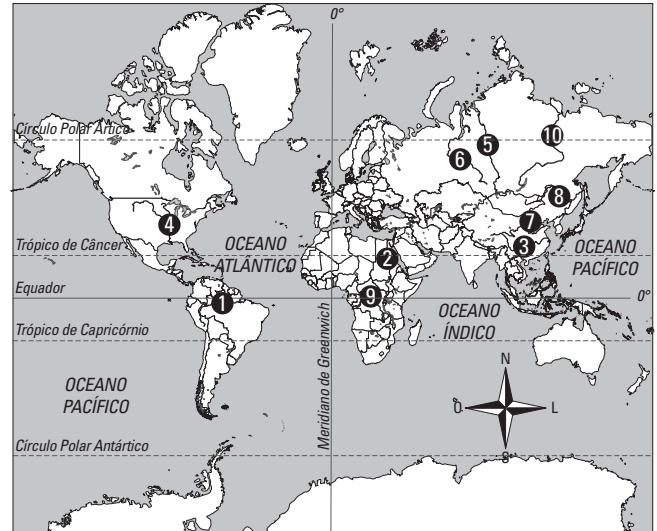 0°
Círculo Polar Ártico
10
5
6
8
4
7
Trópico de Câncer
OCEANO
ATLÂNTICO
3
OCEANO
PACÍFICO
2
Equador
9
0°
1
OCEANO
ÍNDICO
Trópico de Capricórnio
Meridiano de Greenwich
OCEANO
PACÍFICO
N
O
L
S
Círculo Polar Antártico